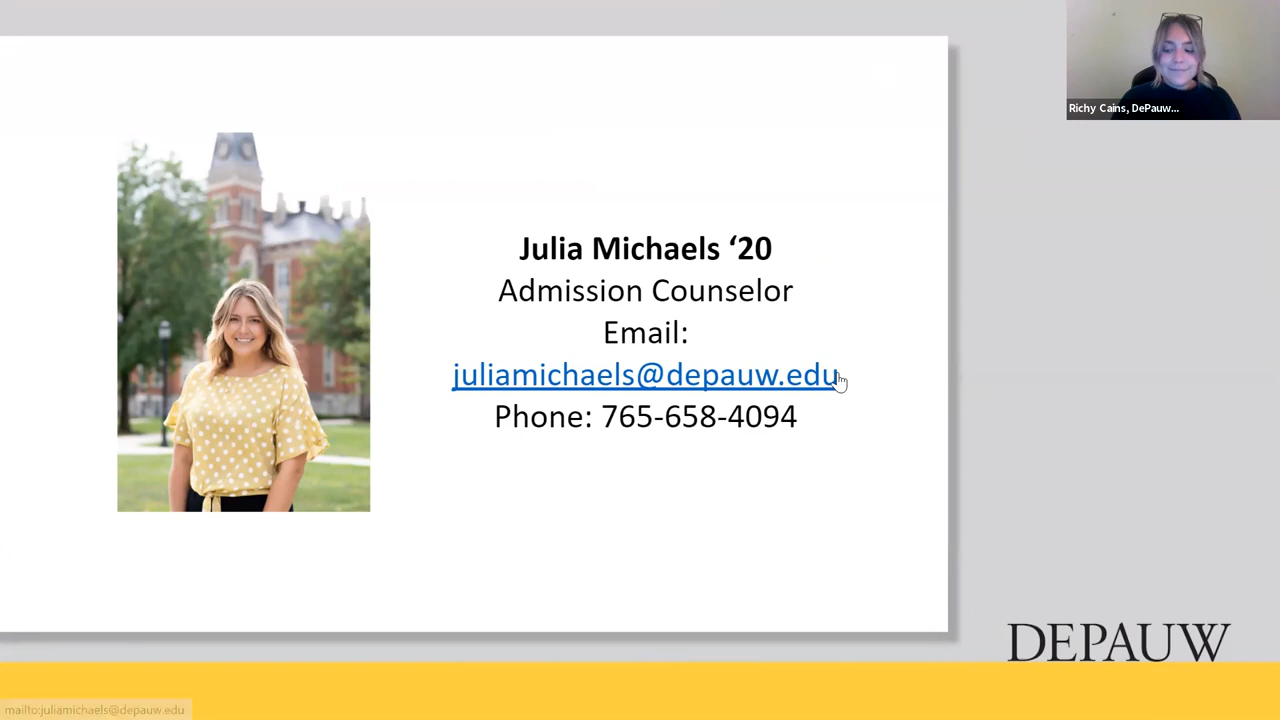 Richy Cains, DePauw...
Julia Michaels ‘20
Admission Counselor
Email:
juliamichaels@depauw.edu
Phone: 765-658-4094
DEPAUW
mailto:juliamichaels@depauw.edu